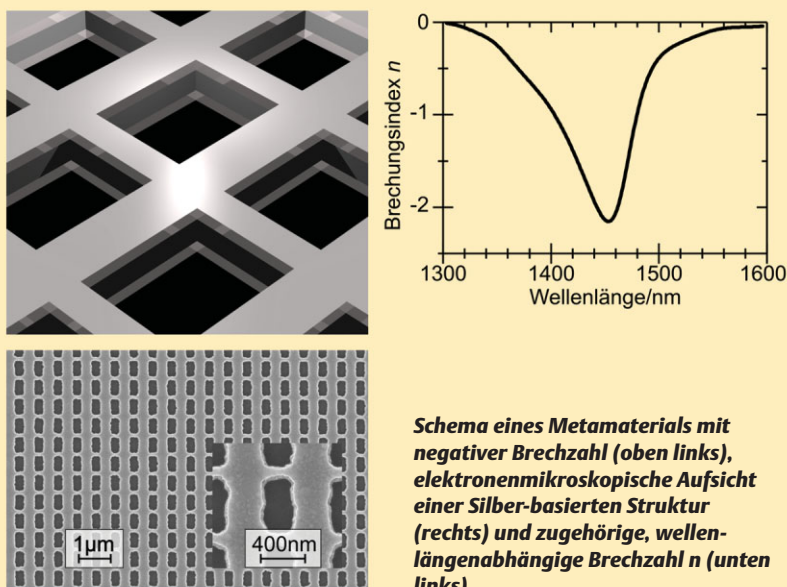 0
-1
-2
Brechungsindex n
1300
1400
1500
1600
Wellenlänge/nm
1µm
400nm
Schema eines Metamaterials mit
negativer Brechzahl (oben links),
elektronenmikroskopische Aufsicht
einer Silber-basierten Struktur
(rechts) und zugehörige, wellen-
längenabhängige Brechzahl n (unten
links).